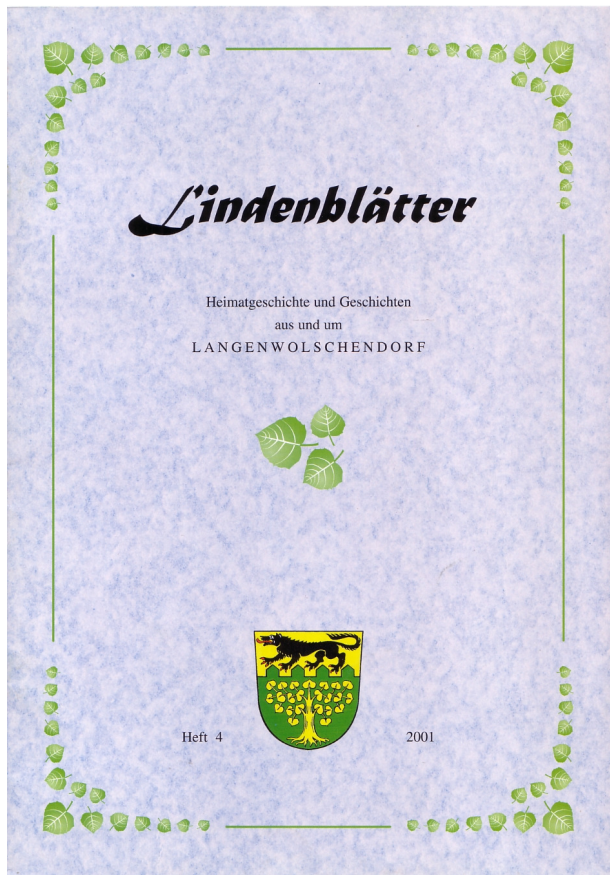 Lindenblätter
Heimatgeschichte und Geschichten
aus und um
LANGENWOLSCHENDORF
Heft 4
2001